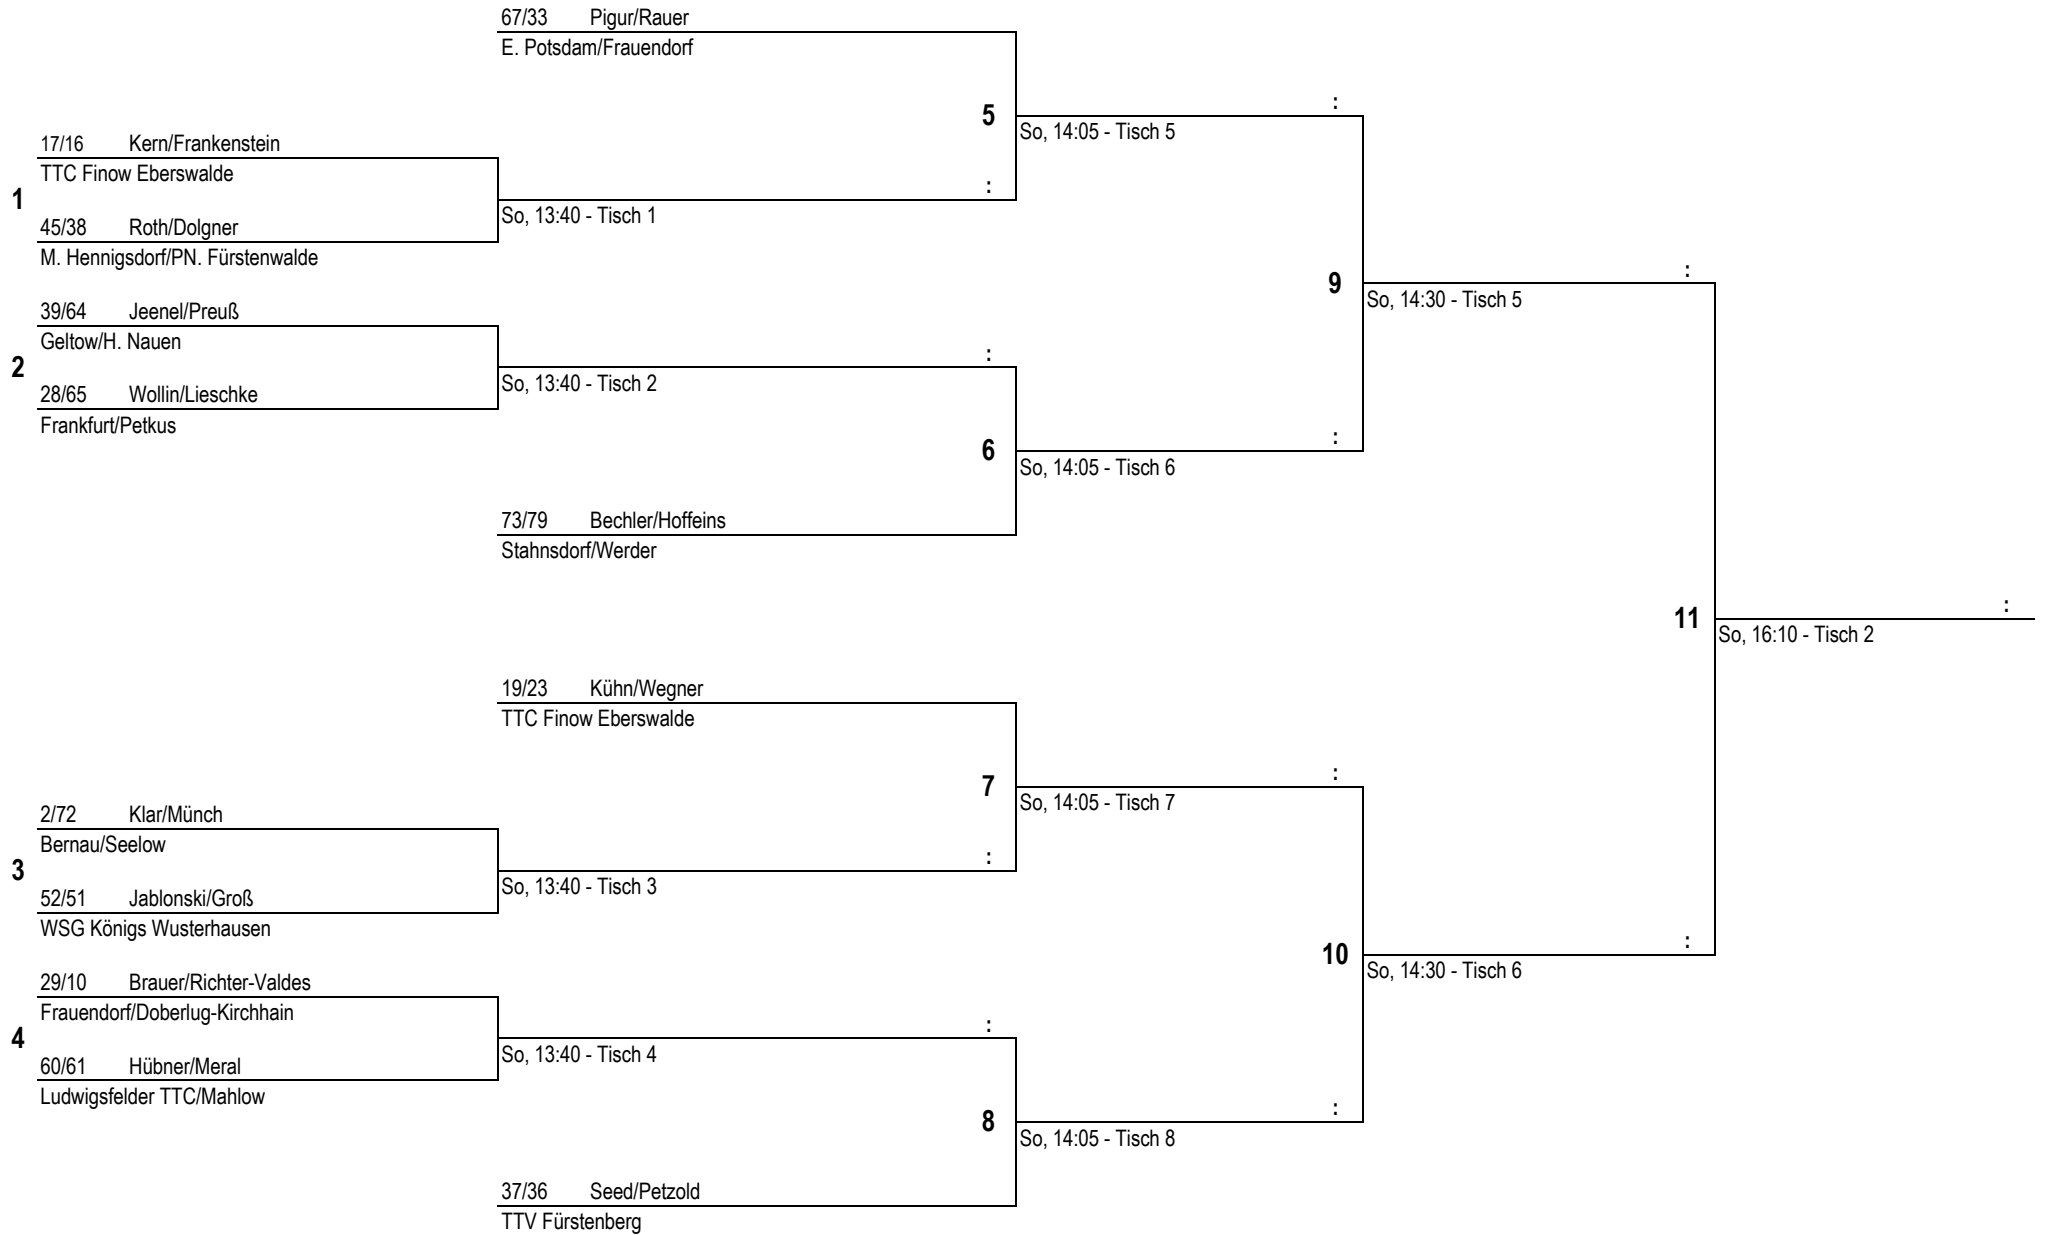 67/33 Pigur/Rauer
E. Potsdam/Frauendorf
:
5
So, 14:05 - Tisch 5
17/16 Kern/Frankenstein
TTC Finow Eberswalde
:
1
So, 13:40 - Tisch 1
45/38 Roth/Dolgner
M. Hennigsdorf/PN. Fürstenwalde
:
9
So, 14:30 - Tisch 5
39/64 Jeenel/Preuß
Geltow/H. Nauen
:
2
So, 13:40 - Tisch 2
28/65 Wollin/Lieschke
Frankfurt/Petkus
:
6
So, 14:05 - Tisch 6
73/79 Bechler/Hoffeins
Stahnsdorf/Werder
:
11
So, 16:10 - Tisch 2
19/23 Kühn/Wegner
TTC Finow Eberswalde
:
7
So, 14:05 - Tisch 7
2/72 Klar/Münch
Bernau/Seelow
:
3
So, 13:40 - Tisch 3
52/51 Jablonski/Groß
WSG Königs Wusterhausen
:
10
So, 14:30 - Tisch 6
29/10 Brauer/Richter-Valdes
Frauendorf/Doberlug-Kirchhain
:
4
So, 13:40 - Tisch 4
60/61 Hübner/Meral
Ludwigsfelder TTC/Mahlow
:
8
So, 14:05 - Tisch 8
37/36 Seed/Petzold
TTV Fürstenberg